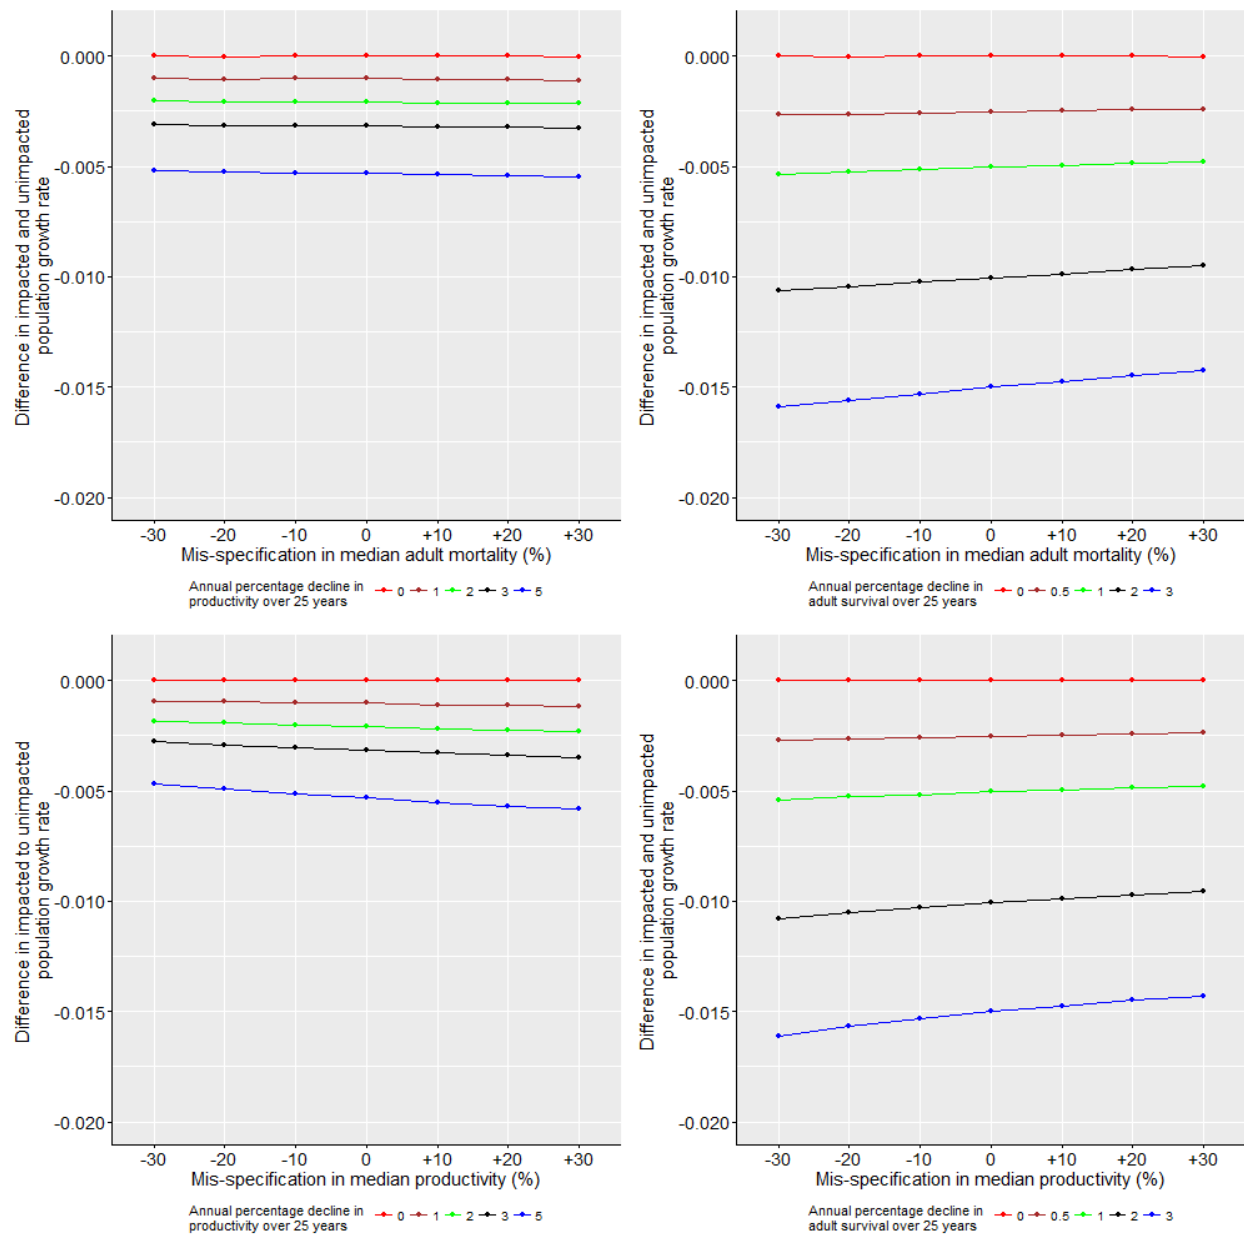 Difference in impacted and unimpacted
population growth rate
0.000
-0.005
-0.010
-0.015
-0.020
-30 -20 -10 0 +10 +20 +30
Mis-specification in median adult mortality (%)
Annual percentage decline in
productivity over 25 years
0 1 2 3 5
Difference in impacted and unimpacted
population growth rate
0.000
-0.005
-0.010
-0.015
-0.020
-30 -20 -10 0 +10 +20 +30
Mis-specification in median adult mortality (%)
Annual percentage decline in
adult survival over 25 years
0 0.5 1 2 3
Difference in impacted to unimpacted
population growth rate
0.000
-0.005
-0.010
-0.015
-0.020
-30 -20 -10 0 +10 +20 +30
Mis-specification in median productivity (%)
Annual percentage decline in
productivity over 25 years
0 1 2 3 5
Difference in impacted and unimpacted
population growth rate
0.000
-0.005
-0.010
-0.015
-0.020
-30 -20 -10 0 +10 +20 +30
Mis-specification in median productivity (%)
Annual percentage decline in
adult survival over 25 years
0 0.5 1 2 3